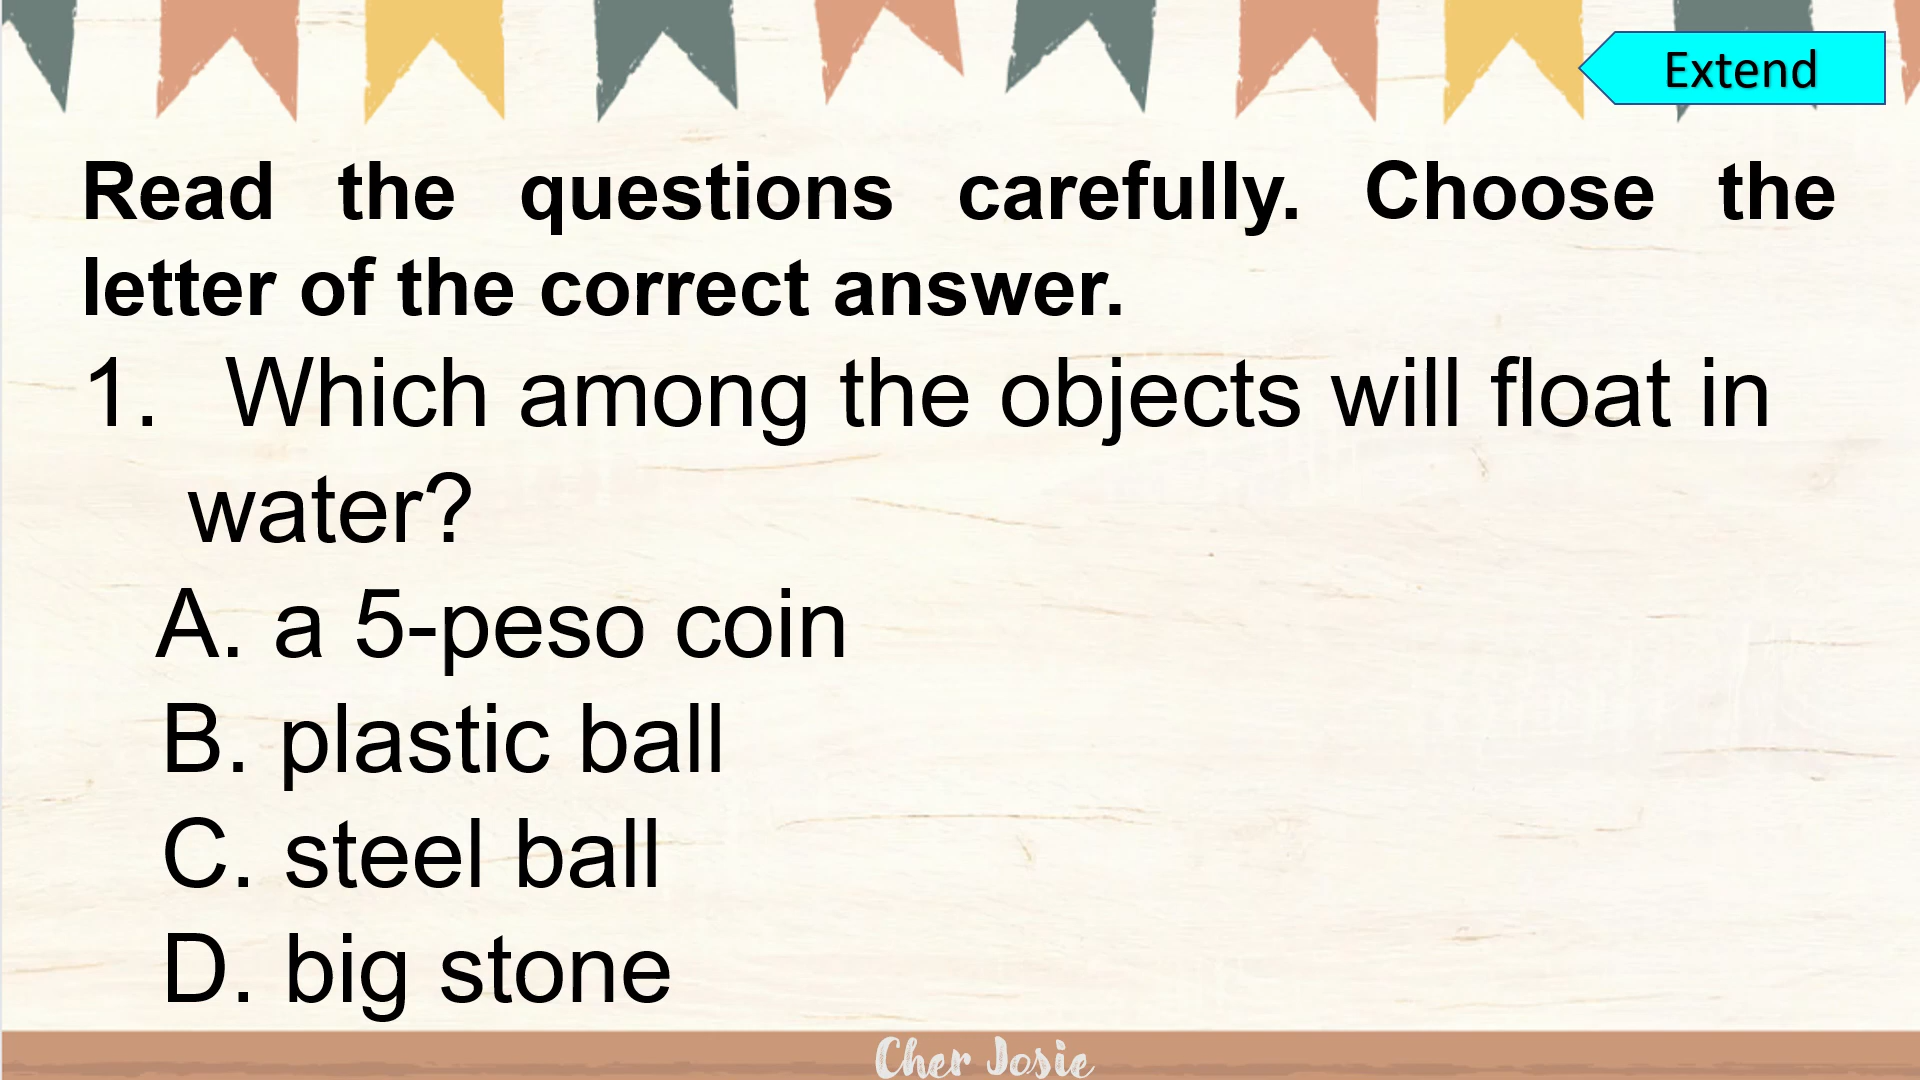 Extend
Read the questions carefully. Choose the
letter of the correct answer.
1. Which among the objects will float in
water?
A. a 5-peso coin
B. plastic ball
C. steel ball
D. big stone
Cher Josie